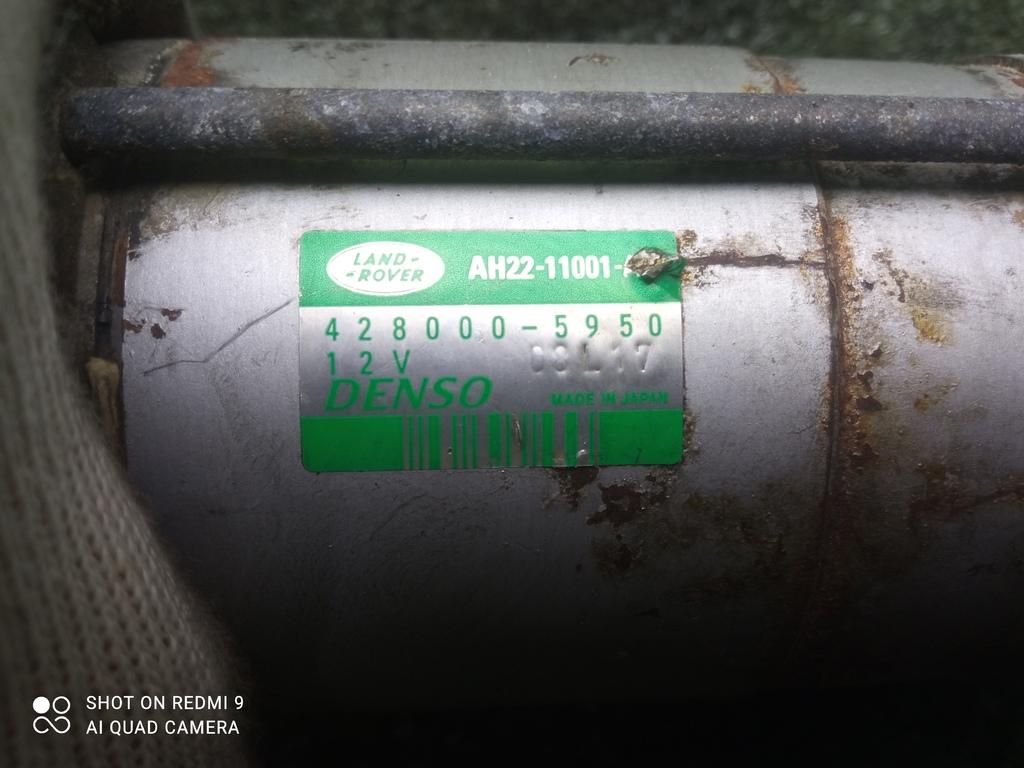 LAND-
-ROVER
AH22-11001-
428000-5950
12V
DENSO
MADE IN JAPAN
SHOT ON REDMI 9
AI QUAD CAMERA